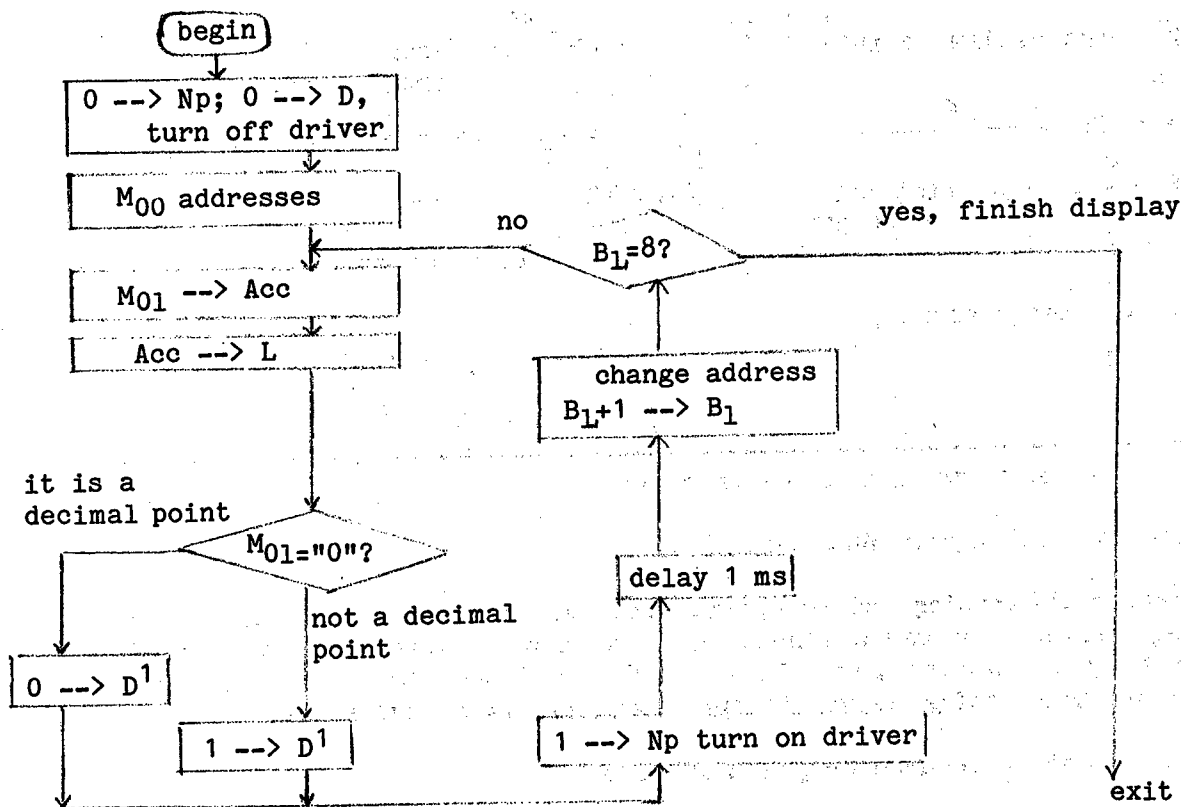 begin
0 --> Np; 0 --> D,
turn off driver
M00 addresses
no
yes, finish display
B1=8?
M01 --> Acc
Acc --> L
change address
B1+1 --> B1
it is a
decimal point
M01="0"?
delay 1 ms
not a decimal
point
0 --> D1
1 --> D1
1 --> Np turn on driver
exit